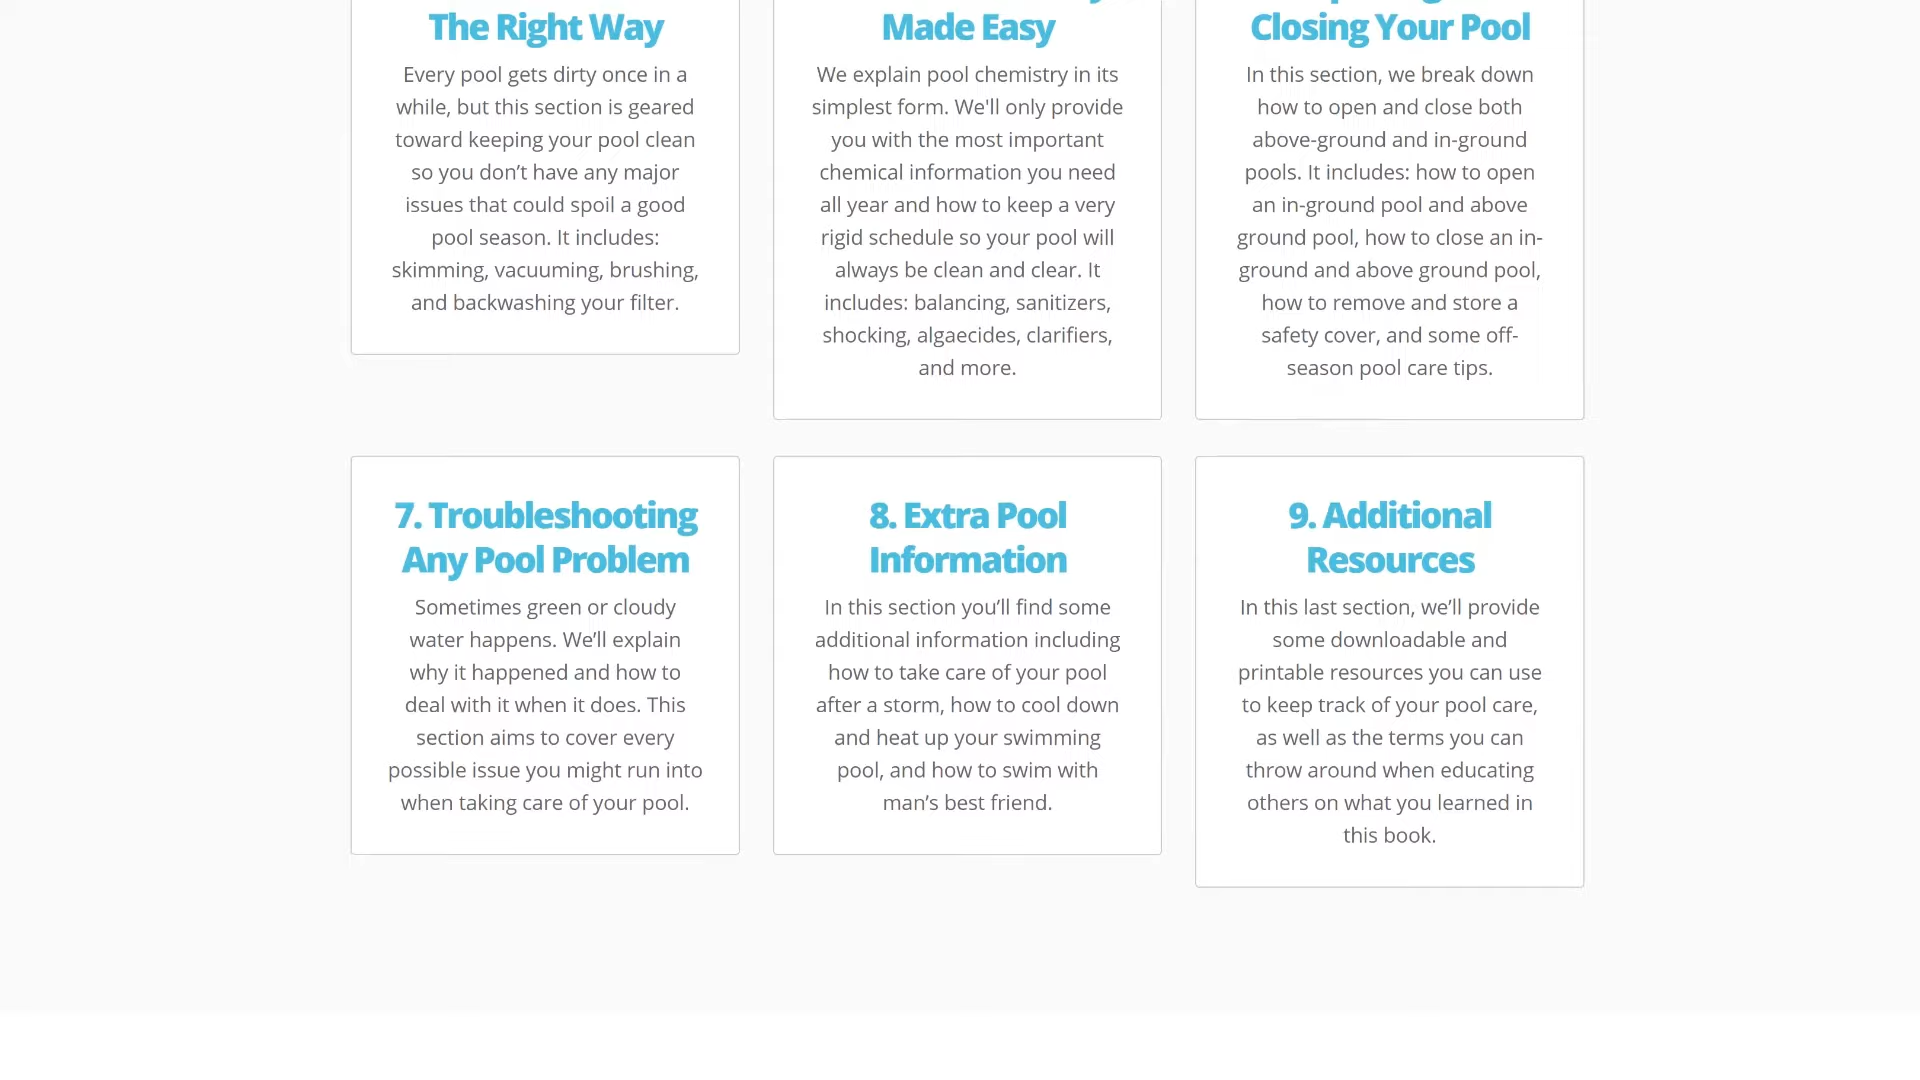 The Right Way
Every pool gets dirty once in a
while, but this section is geared
toward keeping your pool clean
so you don’t have any major
issues that could spoil a good
pool season. It includes:
skimming, vacuuming, brushing,
and backwashing your filter.
Made Easy
We explain pool chemistry in its
simplest form. We'll only provide
you with the most important
chemical information you need
all year and how to keep a very
rigid schedule so your pool will
always be clean and clear. It
includes: balancing, sanitizers,
shocking, algaecides, clarifiers,
and more.
Closing Your Pool
In this section, we break down
how to open and close both
above-ground and in-ground
pools. It includes: how to open
an in-ground pool and above
ground pool, how to close an in-
ground and above ground pool,
how to remove and store a
safety cover, and some off-
season pool care tips.
7. Troubleshooting
Any Pool Problem
Sometimes green or cloudy
water happens. We’ll explain
why it happened and how to
deal with it when it does. This
section aims to cover every
possible issue you might run into
when taking care of your pool.
8. Extra Pool
Information
In this section you’ll find some
additional information including
how to take care of your pool
after a storm, how to cool down
and heat up your swimming
pool, and how to swim with
man’s best friend.
9. Additional
Resources
In this last section, we’ll provide
some downloadable and
printable resources you can use
to keep track of your pool care,
as well as the terms you can
throw around when educating
others on what you learned in
this book.